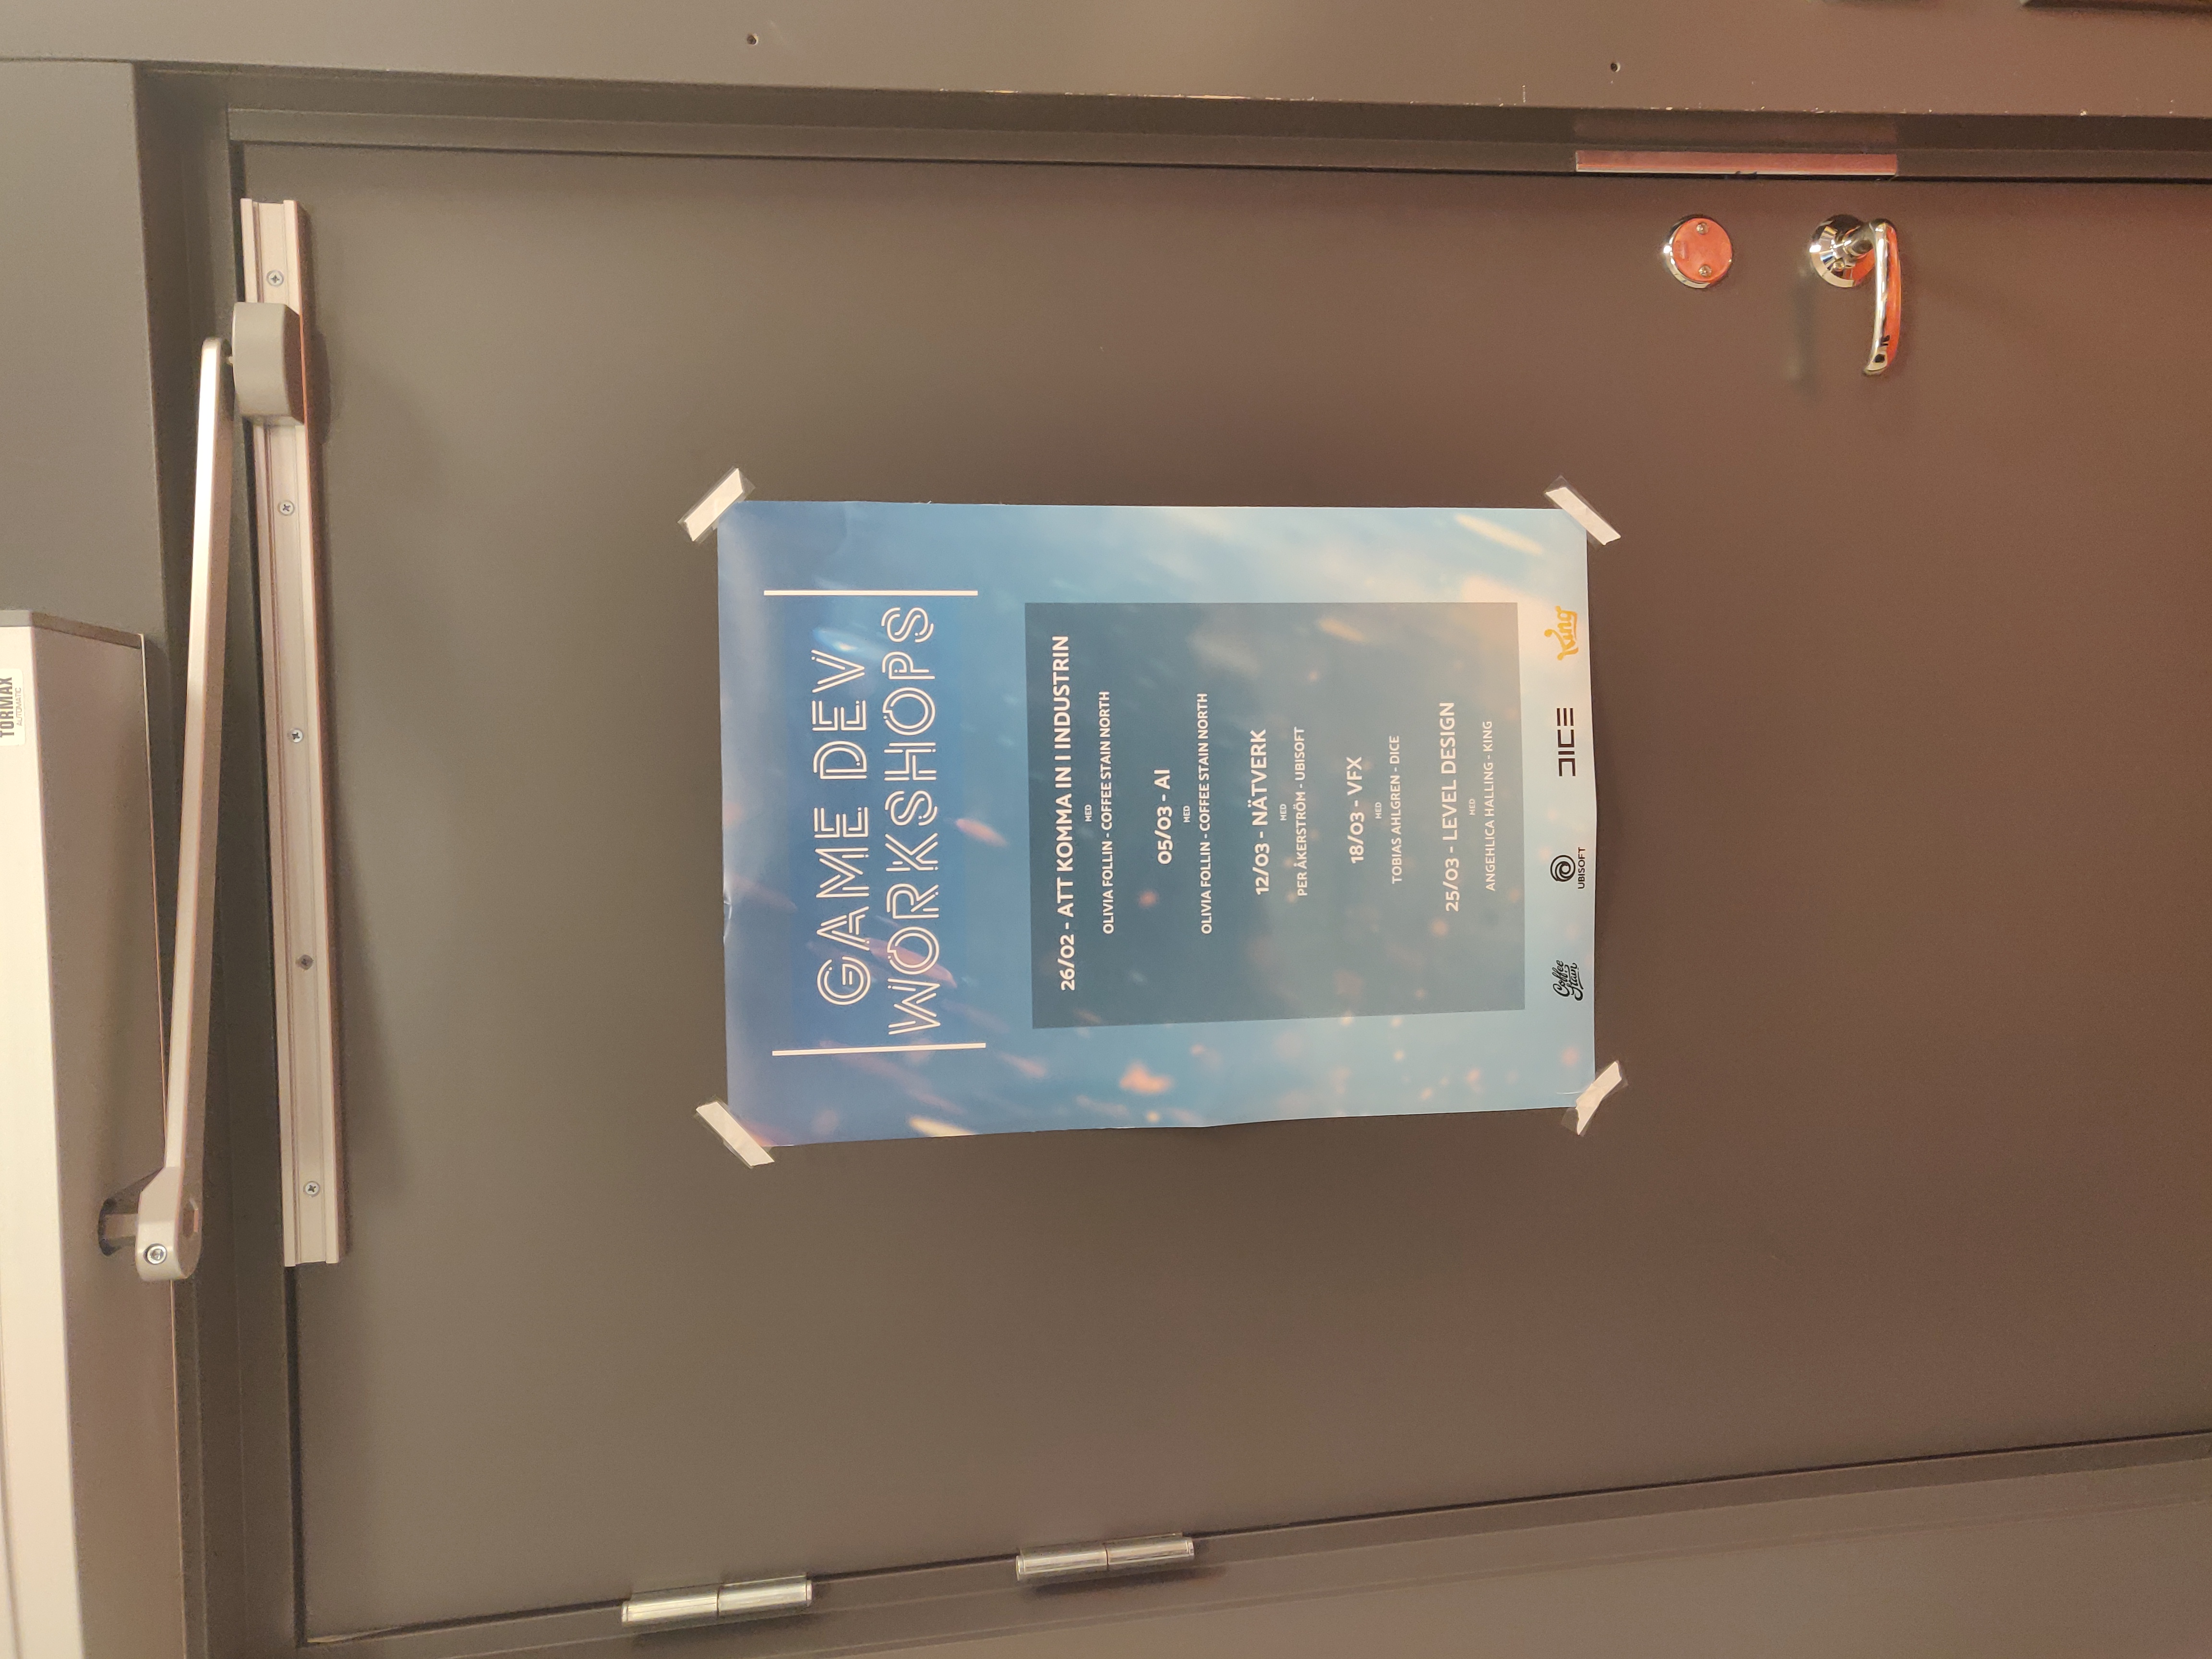 TORMAX
AUTOMATIC
GAME DEV
WORKSHOPS
26/02 - ATT KOMMA IN I INDUSTRIN
MED
OLIVIA FOLLIN - COFFEE STAIN NORTH
05/03 - AI
MED
OLIVIA FOLLIN - COFFEE STAIN NORTH
12/03 - NÄTVERK
MED
PER ÅKERSTRÖM - UBISOFT
18/03 - VFX
MED
TOBIAS AHLGREN - DICE
25/03 - LEVEL DESIGN
MED
ANGEHLICA HALLING - KING
Coffee Stain
UBISOFT
DICE
King